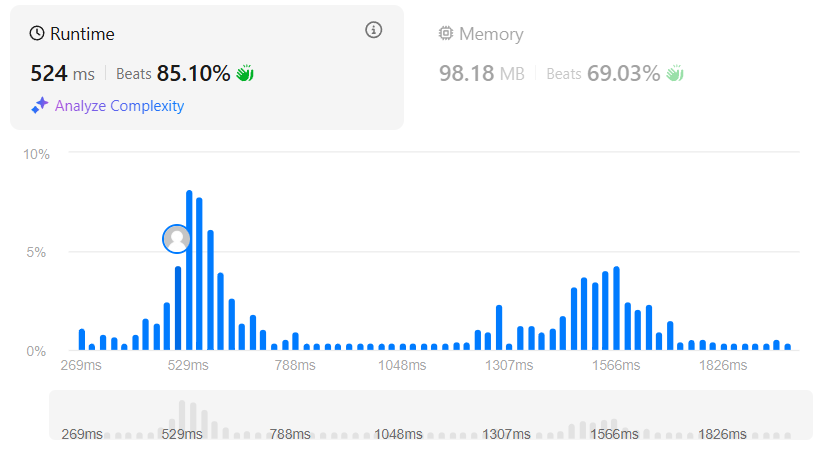 Runtime
524 ms Beats 85.10%
Analyze Complexity
Memory
98.18 MB Beats 69.03%
10%
5%
0%
269ms 529ms 788ms 1048ms 1307ms 1566ms 1826ms
269ms 529ms 788ms 1048ms 1307ms 1566ms 1826ms